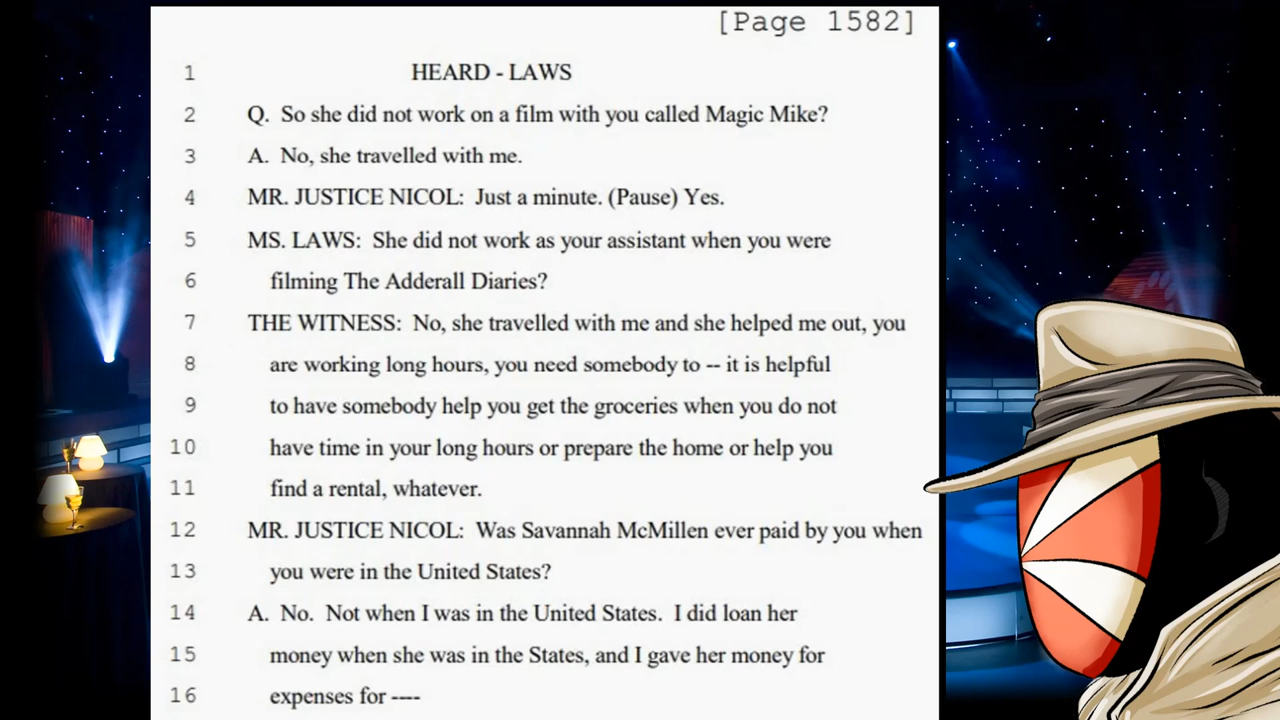 [Page 1582]
1 HEARD - LAWS
2 Q. So she did not work on a film with you called Magic Mike?
3 A. No, she travelled with me.
4 MR. JUSTICE NICOL: Just a minute. (Pause) Yes.
5 MS. LAWS: She did not work as your assistant when you were
6 filming The Adderall Diaries?
7 THE WITNESS: No, she travelled with me and she helped me out, you
8 are working long hours, you need somebody to -- it is helpful
9 to have somebody help you get the groceries when you do not
10 have time in your long hours or prepare the home or help you
11 find a rental, whatever.
12 MR. JUSTICE NICOL: Was Savannah McMillen ever paid by you when
13 you were in the United States?
14 A. No. Not when I was in the United States. I did loan her
15 money when she was in the States, and I gave her money for
16 expenses for ----